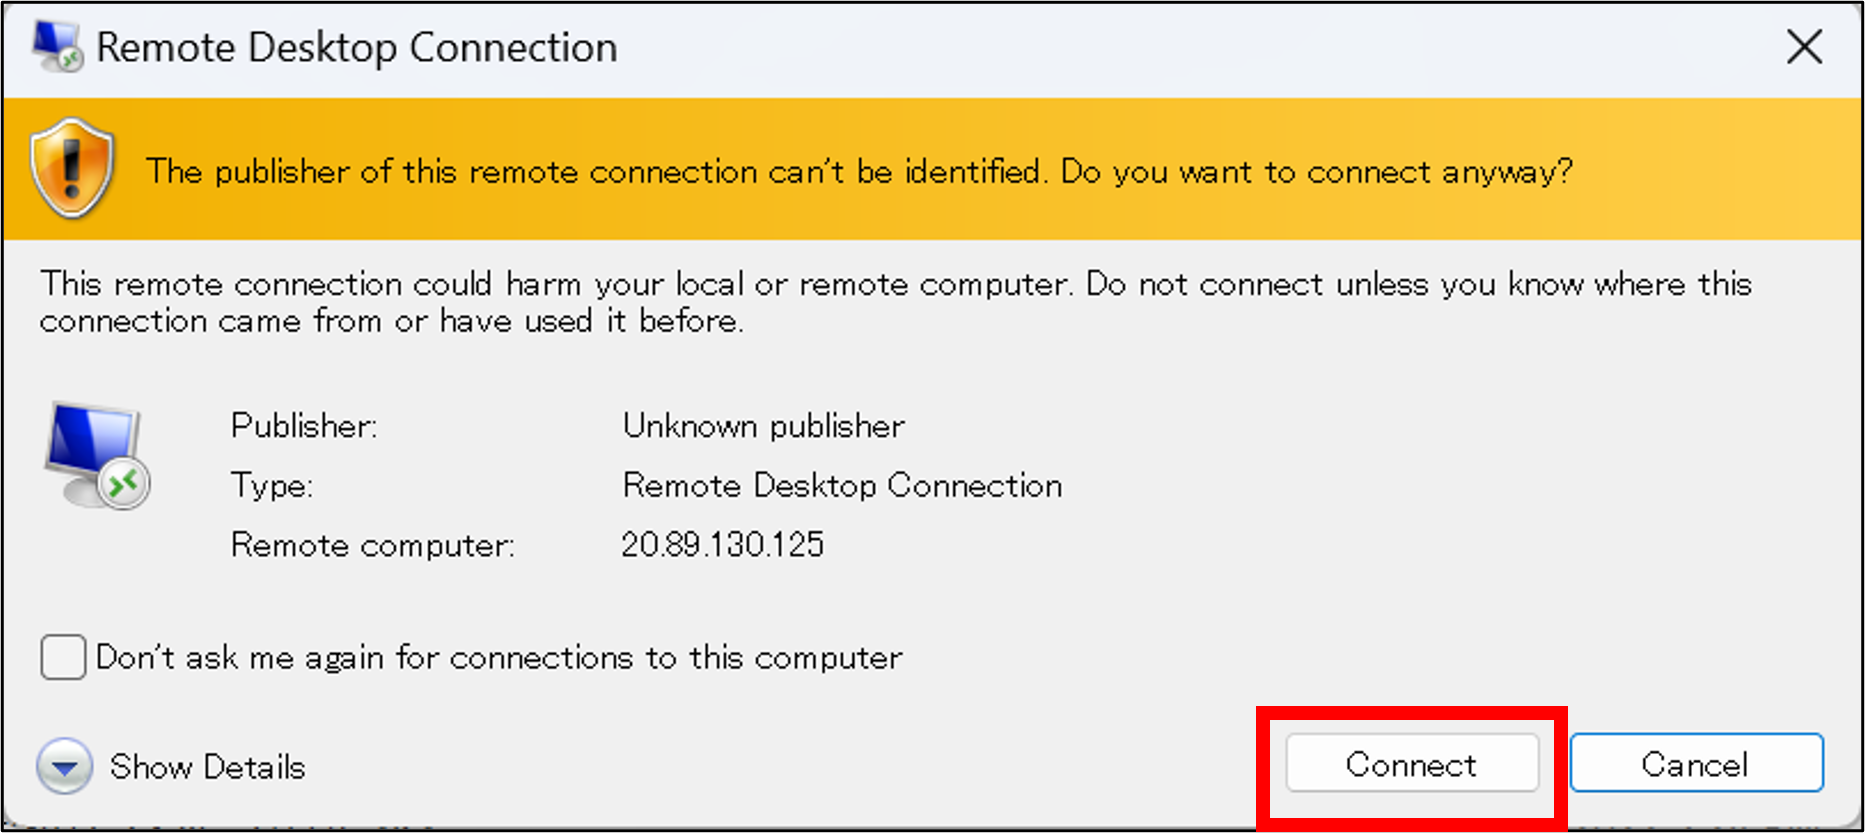 Remote Desktop Connection
The publisher of this remote connection can't be identified. Do you want to connect anyway?
This remote connection could harm your local or remote computer. Do not connect unless you know where this
connection came from or have used it before.
Publisher: Unknown publisher
Type: Remote Desktop Connection
Remote computer: 20.89.130.125
Don't ask me again for connections to this computer
Show Details
Connect
Cancel